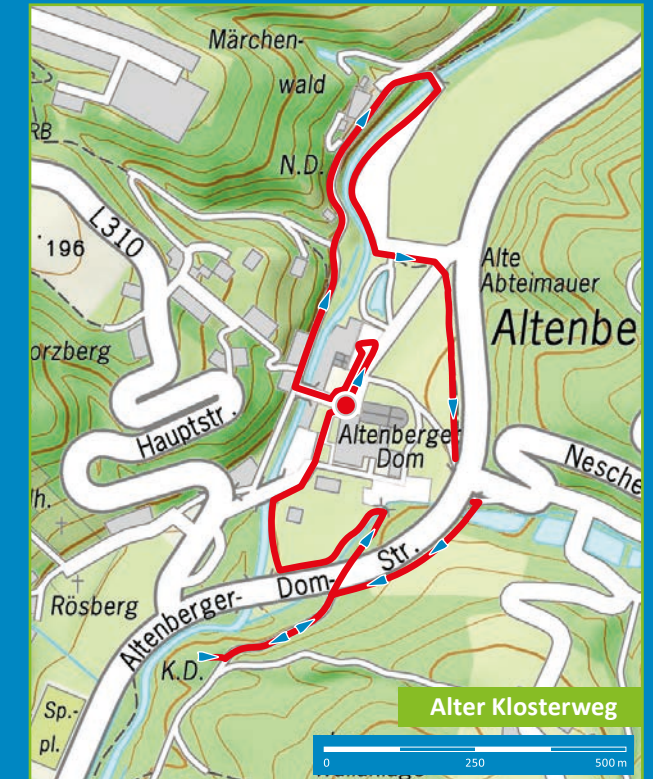 Märchen-
wald
RB
N.D.
L310
196
Alte
Abteimauer
Altenbe
orzberg
Hauptstr.
Altenberger
Dom
Nesche
lh.
Altenberger-Dom-Str.
Rösberg
K.D.
Sp.-
pl.
Alter Klosterweg
0 250 500 m